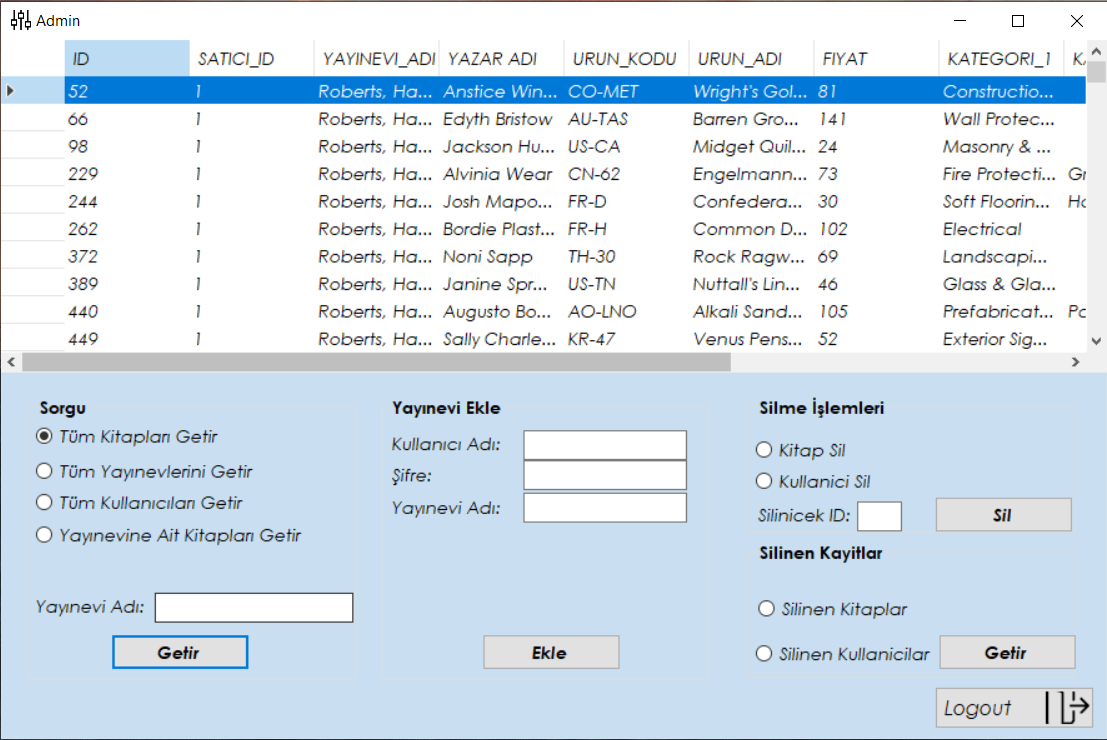 Admin
ID SATICI_ID YAYINEVI_ADI YAZAR ADI URUN_KODU URUN_ADI FIYAT KATEGORI_1
52 1 Roberts, Ha... Anstice Win... CO-MET Wright's Gol... 81 Constructio...
66 1 Roberts, Ha... Edyth Bristow AU-TAS Barren Gro... 141 Wall Protec...
98 1 Roberts, Ha... Jackson Hu... US-CA Midget Quil... 24 Masonry & ...
229 1 Roberts, Ha... Alvinia Wear CN-62 Engelmann... 73 Fire Protecti...
244 1 Roberts, Ha... Josh Mapo... FR-D Confedera... 30 Soft Floorin...
262 1 Roberts, Ha... Bordie Plast... FR-H Common D... 102 Electrical
372 1 Roberts, Ha... Noni Sapp TH-30 Rock Ragw... 69 Landscapi...
389 1 Roberts, Ha... Janine Spr... US-TN Nuttall's Lin... 46 Glass & Gla...
440 1 Roberts, Ha... Augusto Bo... AO-LNO Alkali Sand... 105 Prefabricat...
449 1 Roberts, Ha... Sally Charle... KR-47 Venus Pens... 52 Exterior Sig...
Sorgu
Tüm Kitapları Getir
Tüm Yayınevlerini Getir
Tüm Kullanıcıları Getir
Yayınevine Ait Kitapları Getir
Yayınevi Adı:
Getir
Yayınevi Ekle
Kullanıcı Adı:
Şifre:
Yayınevi Adı:
Ekle
Silme İşlemleri
Kitap Sil
Kullanici Sil
Silinicek ID:
Sil
Silinen Kayitlar
Silinen Kitaplar
Silinen Kullanicilar
Getir
Logout